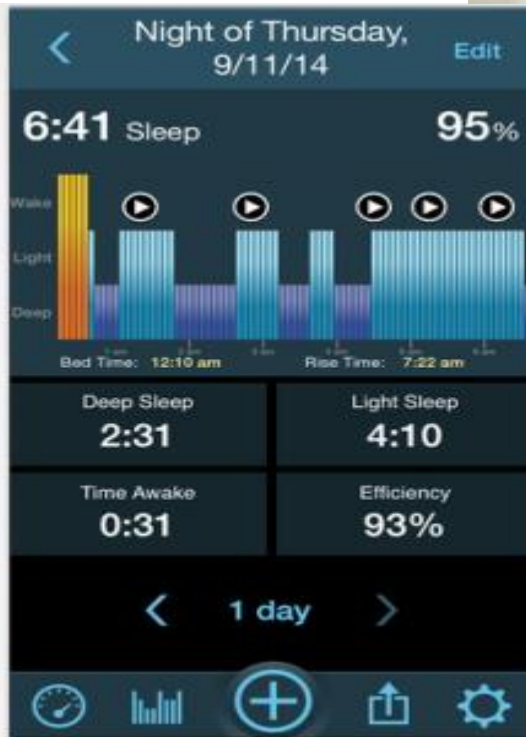 Night of Thursday,
9/11/14
Edit
6:41 Sleep
95%
Wake
Light
Deep
Bed Time: 12:10 am
Rise Time: 7:22 am
Deep Sleep
2:31
Light Sleep
4:10
Time Awake
0:31
Efficiency
93%
1 day